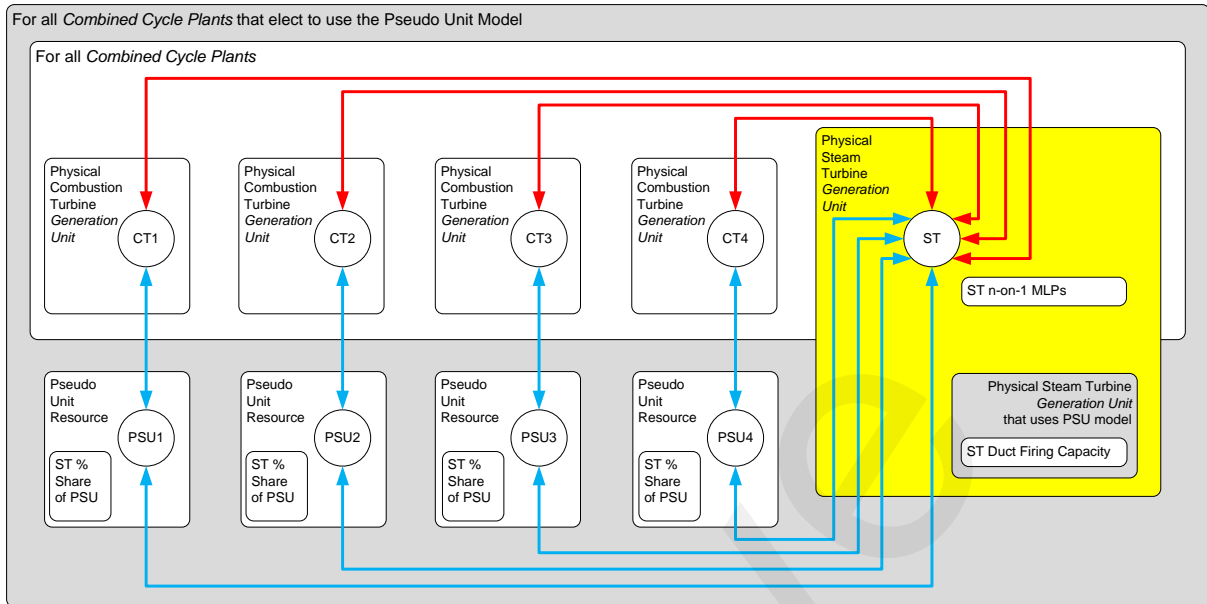 For all Combined Cycle Plants that elect to use the Pseudo Unit Model
For all Combined Cycle Plants
Physical
Combustion
Turbine
Generation
Unit
CT1
Physical
Combustion
Turbine
Generation
Unit
CT2
Physical
Combustion
Turbine
Generation
Unit
CT3
Physical
Combustion
Turbine
Generation
Unit
CT4
Physical
Steam
Turbine
Generation
Unit
ST
ST n-on-1 MLPs
Physical Steam Turbine
Generation Unit
that uses PSU model
ST Duct Firing Capacity
Pseudo
Unit
Resource
PSU1
ST %
Share
of PSU
Pseudo
Unit
Resource
PSU2
ST %
Share
of PSU
Pseudo
Unit
Resource
PSU3
ST %
Share
of PSU
Pseudo
Unit
Resource
PSU4
ST %
Share
of PSU